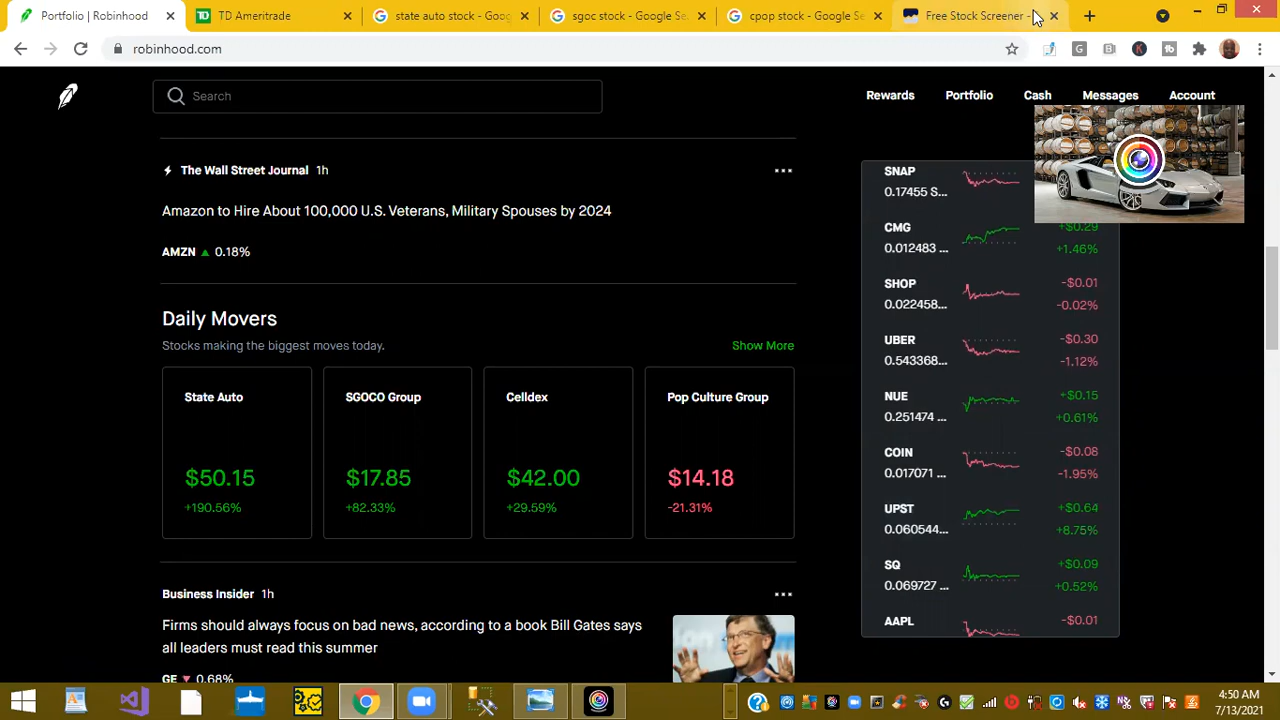 Portfolio | Robinhood
TD Ameritrade
state auto stock - Goog
sgoc stock - Google Se
cpop stock - Google Se
Free Stock Screener -
robinhood.com
Search
Rewards
Portfolio
Cash
Messages
Account
The Wall Street Journal 1h
Amazon to Hire About 100,000 U.S. Veterans, Military Spouses by 2024
AMZN 0.18%
Daily Movers
Stocks making the biggest moves today.
Show More
State Auto
$50.15
+190.56%
SGOCO Group
$17.85
+82.33%
Celldex
$42.00
+29.59%
Pop Culture Group
$14.18
-21.31%
Business Insider 1h
Firms should always focus on bad news, according to a book Bill Gates says
all leaders must read this summer
GE 0.68%
SNAP
0.17455 S...
CMG
0.012483 ...
+$0.29
+1.46%
SHOP
0.022458...
-$0.01
-0.02%
UBER
0.543368...
-$0.30
-1.12%
NUE
0.251474 ...
+$0.15
+0.61%
COIN
0.017071 ...
-$0.08
-1.95%
UPST
0.060544...
+$0.64
+8.75%
SQ
0.069727 ...
+$0.09
+0.52%
AAPL
-$0.01
4:50 AM
7/13/2021